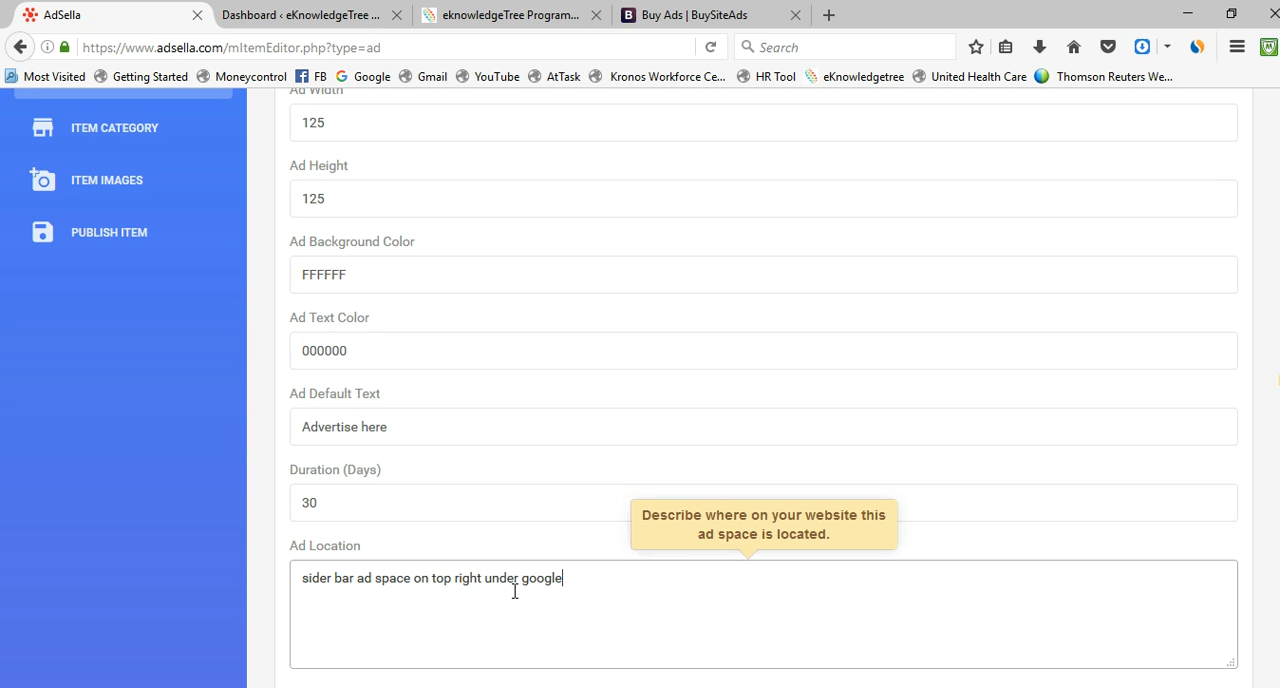 AdSella
Dashboard ‹ eKnowledgeTree ...
eknowledgeTree Program...
B Buy Ads | BuySiteAds
https://www.adsella.com/mItemEditor.php?type=ad
Search
Most Visited
Getting Started
Moneycontrol
FB
Google
Gmail
YouTube
AtTask
Kronos Workforce Ce...
HR Tool
eKnowledgetree
United Health Care
Thomson Reuters We...
ITEM CATEGORY
ITEM IMAGES
PUBLISH ITEM
Ad Width
125
Ad Height
125
Ad Background Color
FFFFFF
Ad Text Color
000000
Ad Default Text
Advertise here
Duration (Days)
30
Describe where on your website this
ad space is located.
Ad Location
sider bar ad space on top right under google